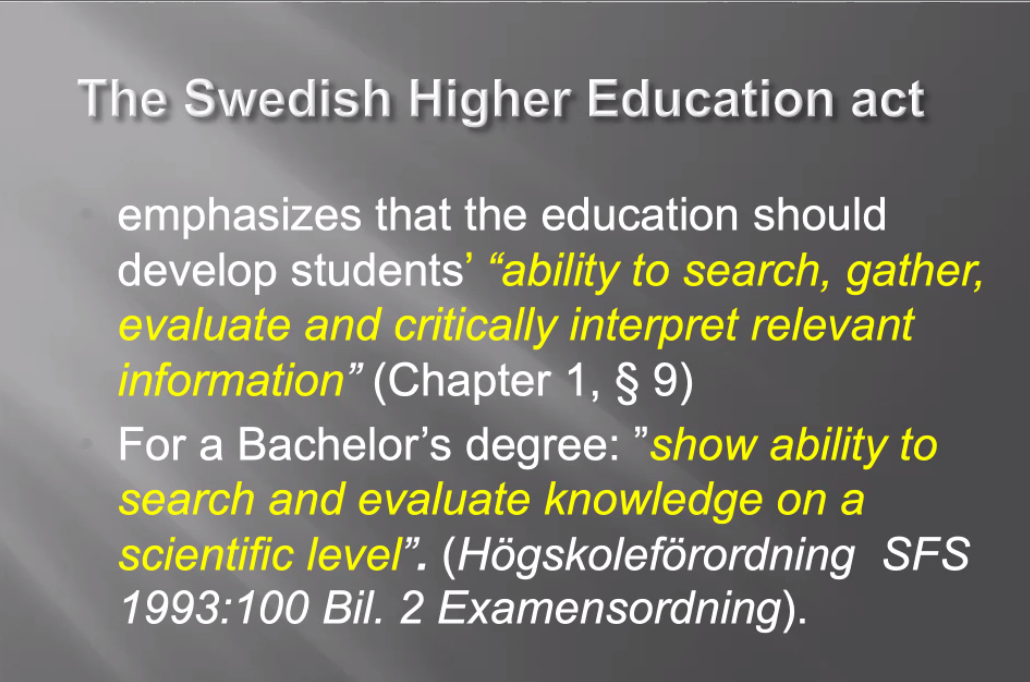 The Swedish Higher Education act
emphasizes that the education should
develop students’ “ability to search, gather,
evaluate and critically interpret relevant
information” (Chapter 1, § 9)
For a Bachelor’s degree: ”show ability to
search and evaluate knowledge on a
scientific level”. (Högskoleförordning  SFS
1993:100 Bil. 2 Examensordning).